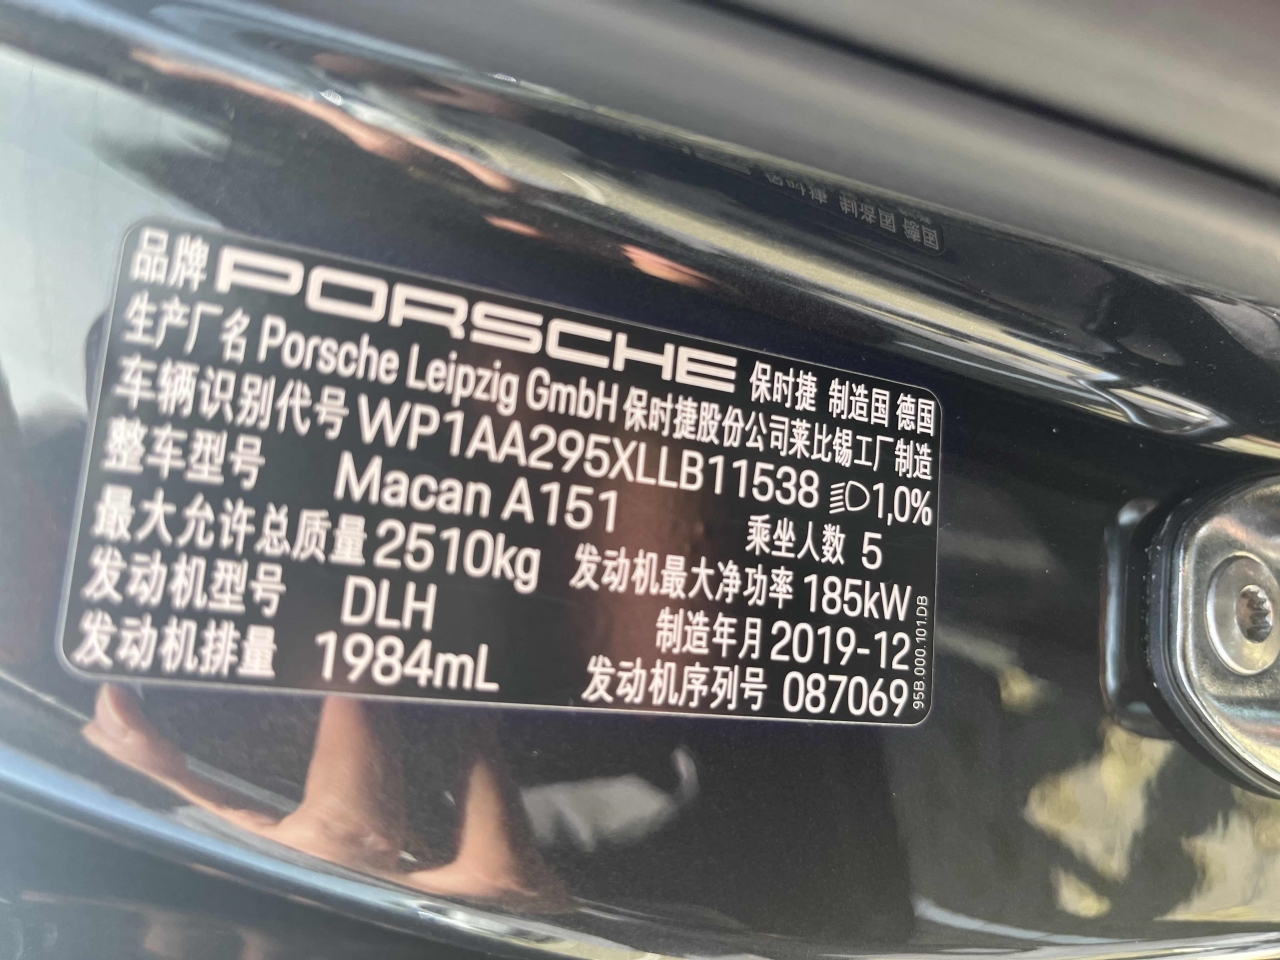 品牌 PORSCHE 保时捷 制造国 德国
生产厂名 Porsche Leipzig GmbH 保时捷股份公司莱比锡工厂制造
车辆识别代号 WP1AA295XLLB11538 1,0%
整车型号 Macan A151 乘坐人数 5
最大允许总质量 2510kg 发动机最大净功率 185kW
发动机型号 DLH 制造年月 2019-12
发动机排量 1984mL 发动机序列号 087069
95B.000.101.DB